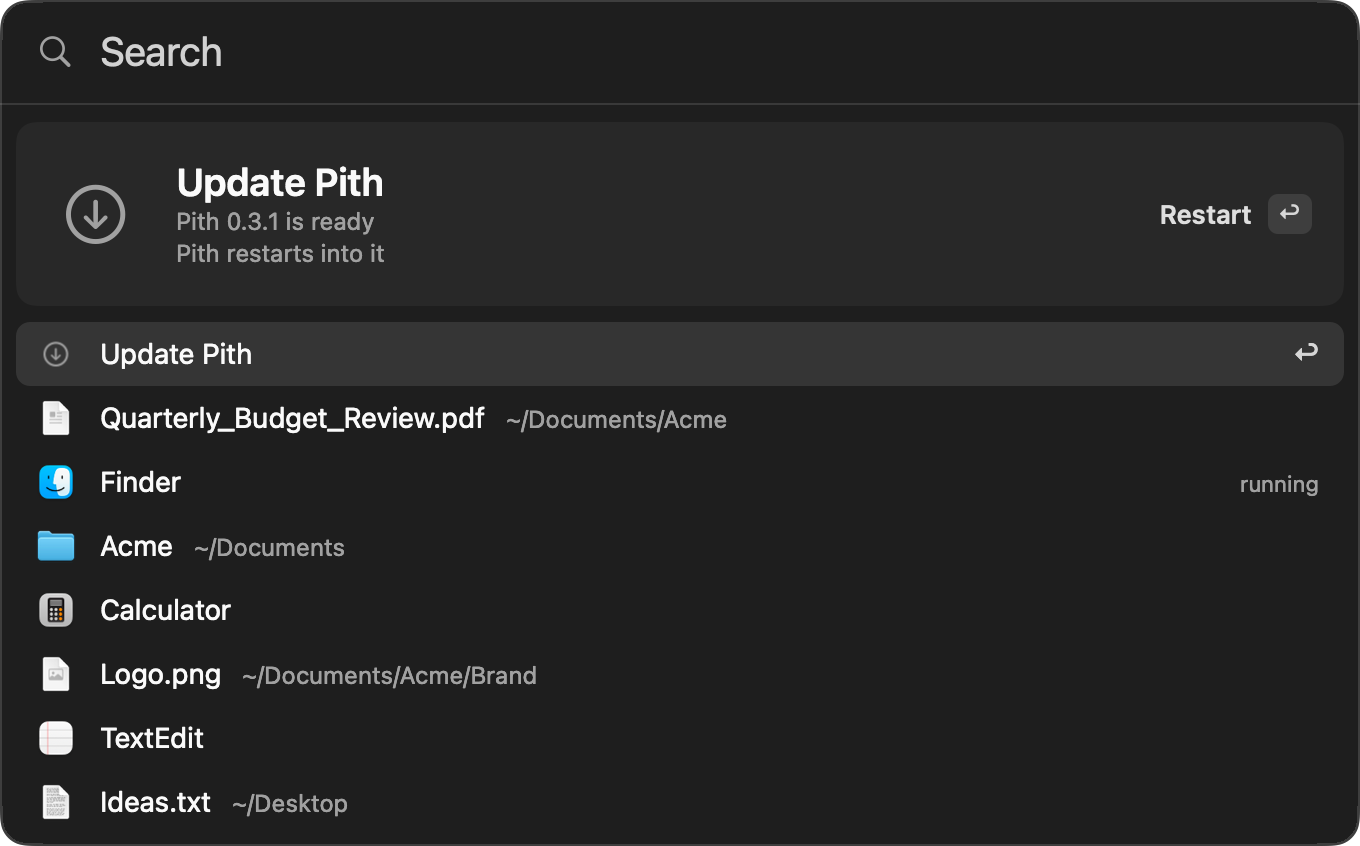 Search
Update Pith
Pith 0.3.1 is ready
Pith restarts into it
Restart
Update Pith
Quarterly_Budget_Review.pdf ~/Documents/Acme
Finder running
Acme ~/Documents
Calculator
Logo.png ~/Documents/Acme/Brand
TextEdit
Ideas.txt ~/Desktop